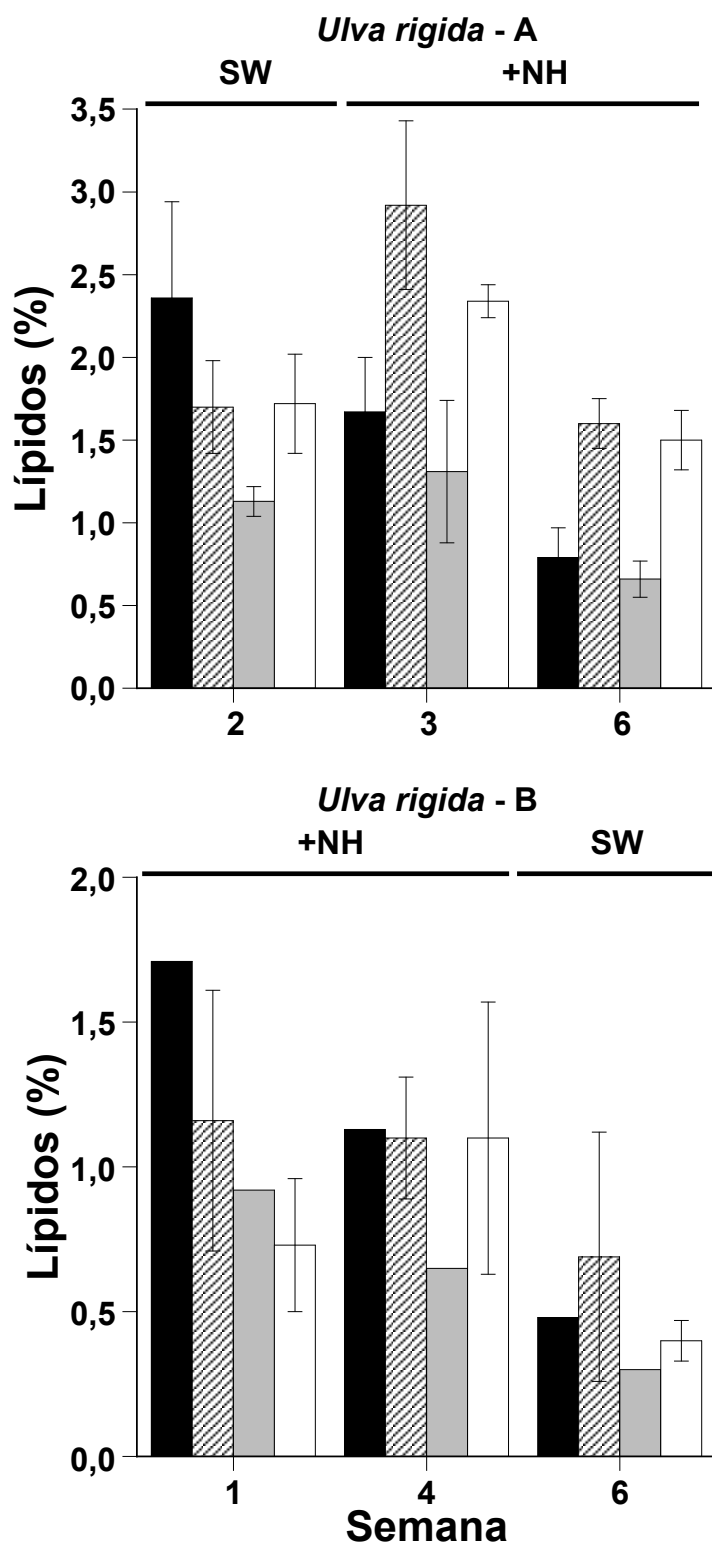 Ulva rigida - A
SW +NH
3,5
3,0
2,5
2,0
1,5
1,0
0,5
0,0
Lípidos (%)
2 3 6
Ulva rigida - B
+NH SW
2,0
1,5
1,0
0,5
0,0
Lípidos (%)
1 4 6
Semana